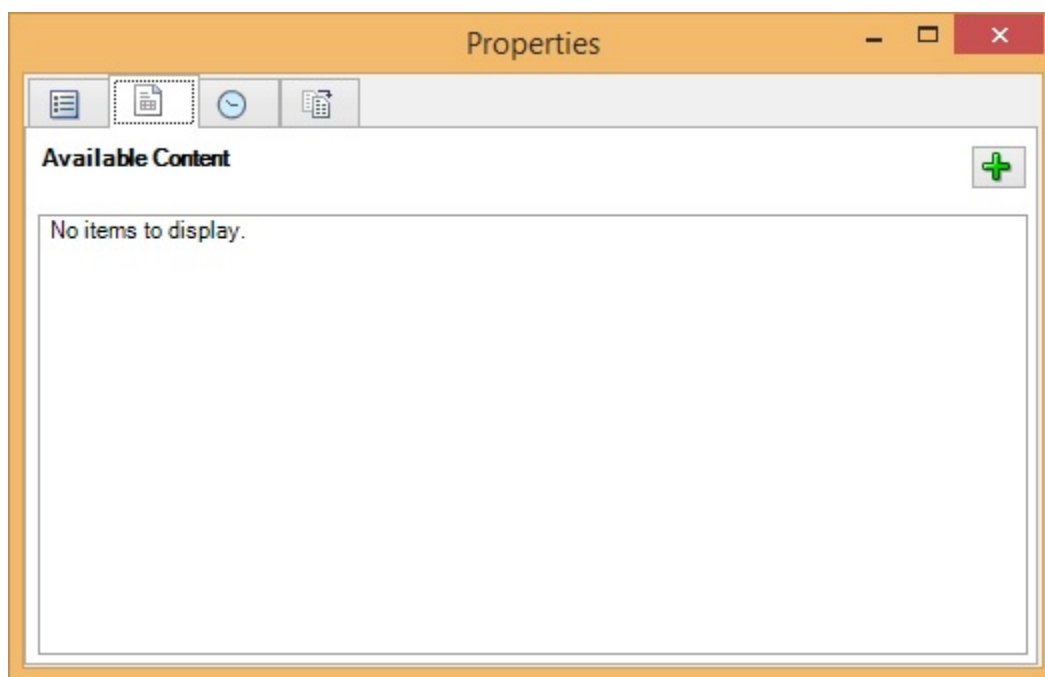 Properties
Available Content
No items to display.